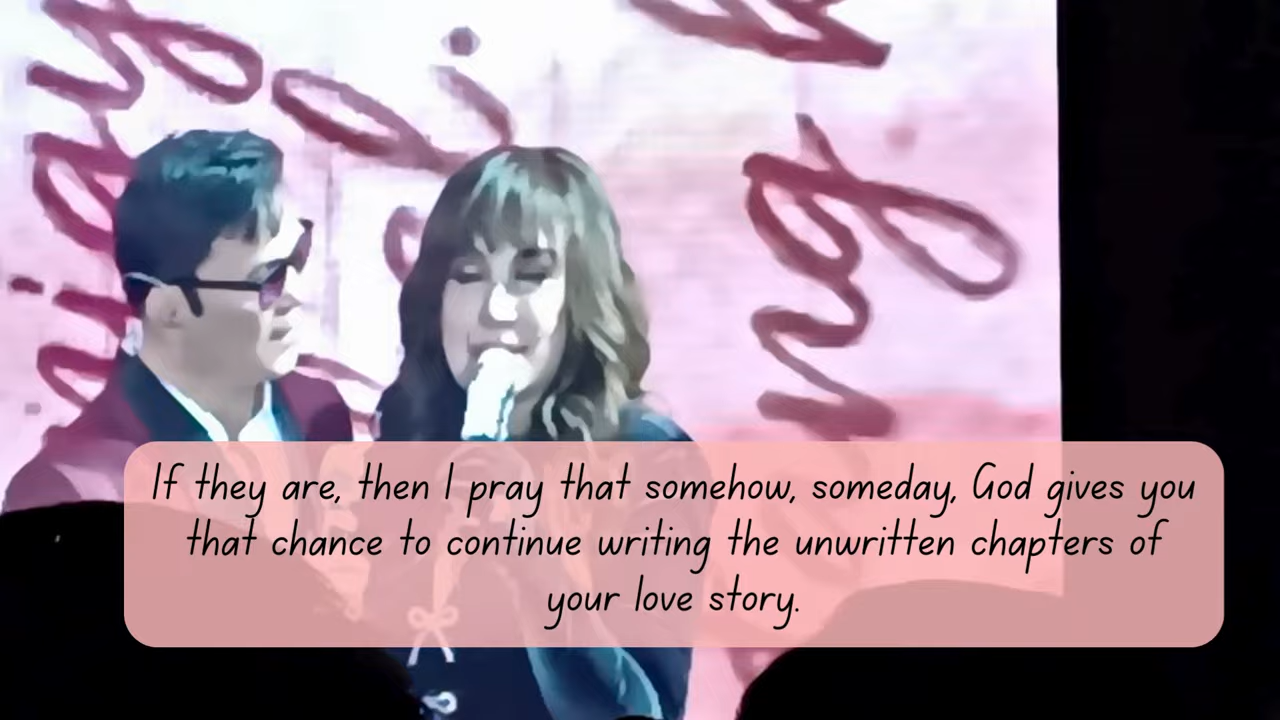 If they are, then I pray that somehow, someday, God gives you
that chance to continue writing the unwritten chapters of
your love story.